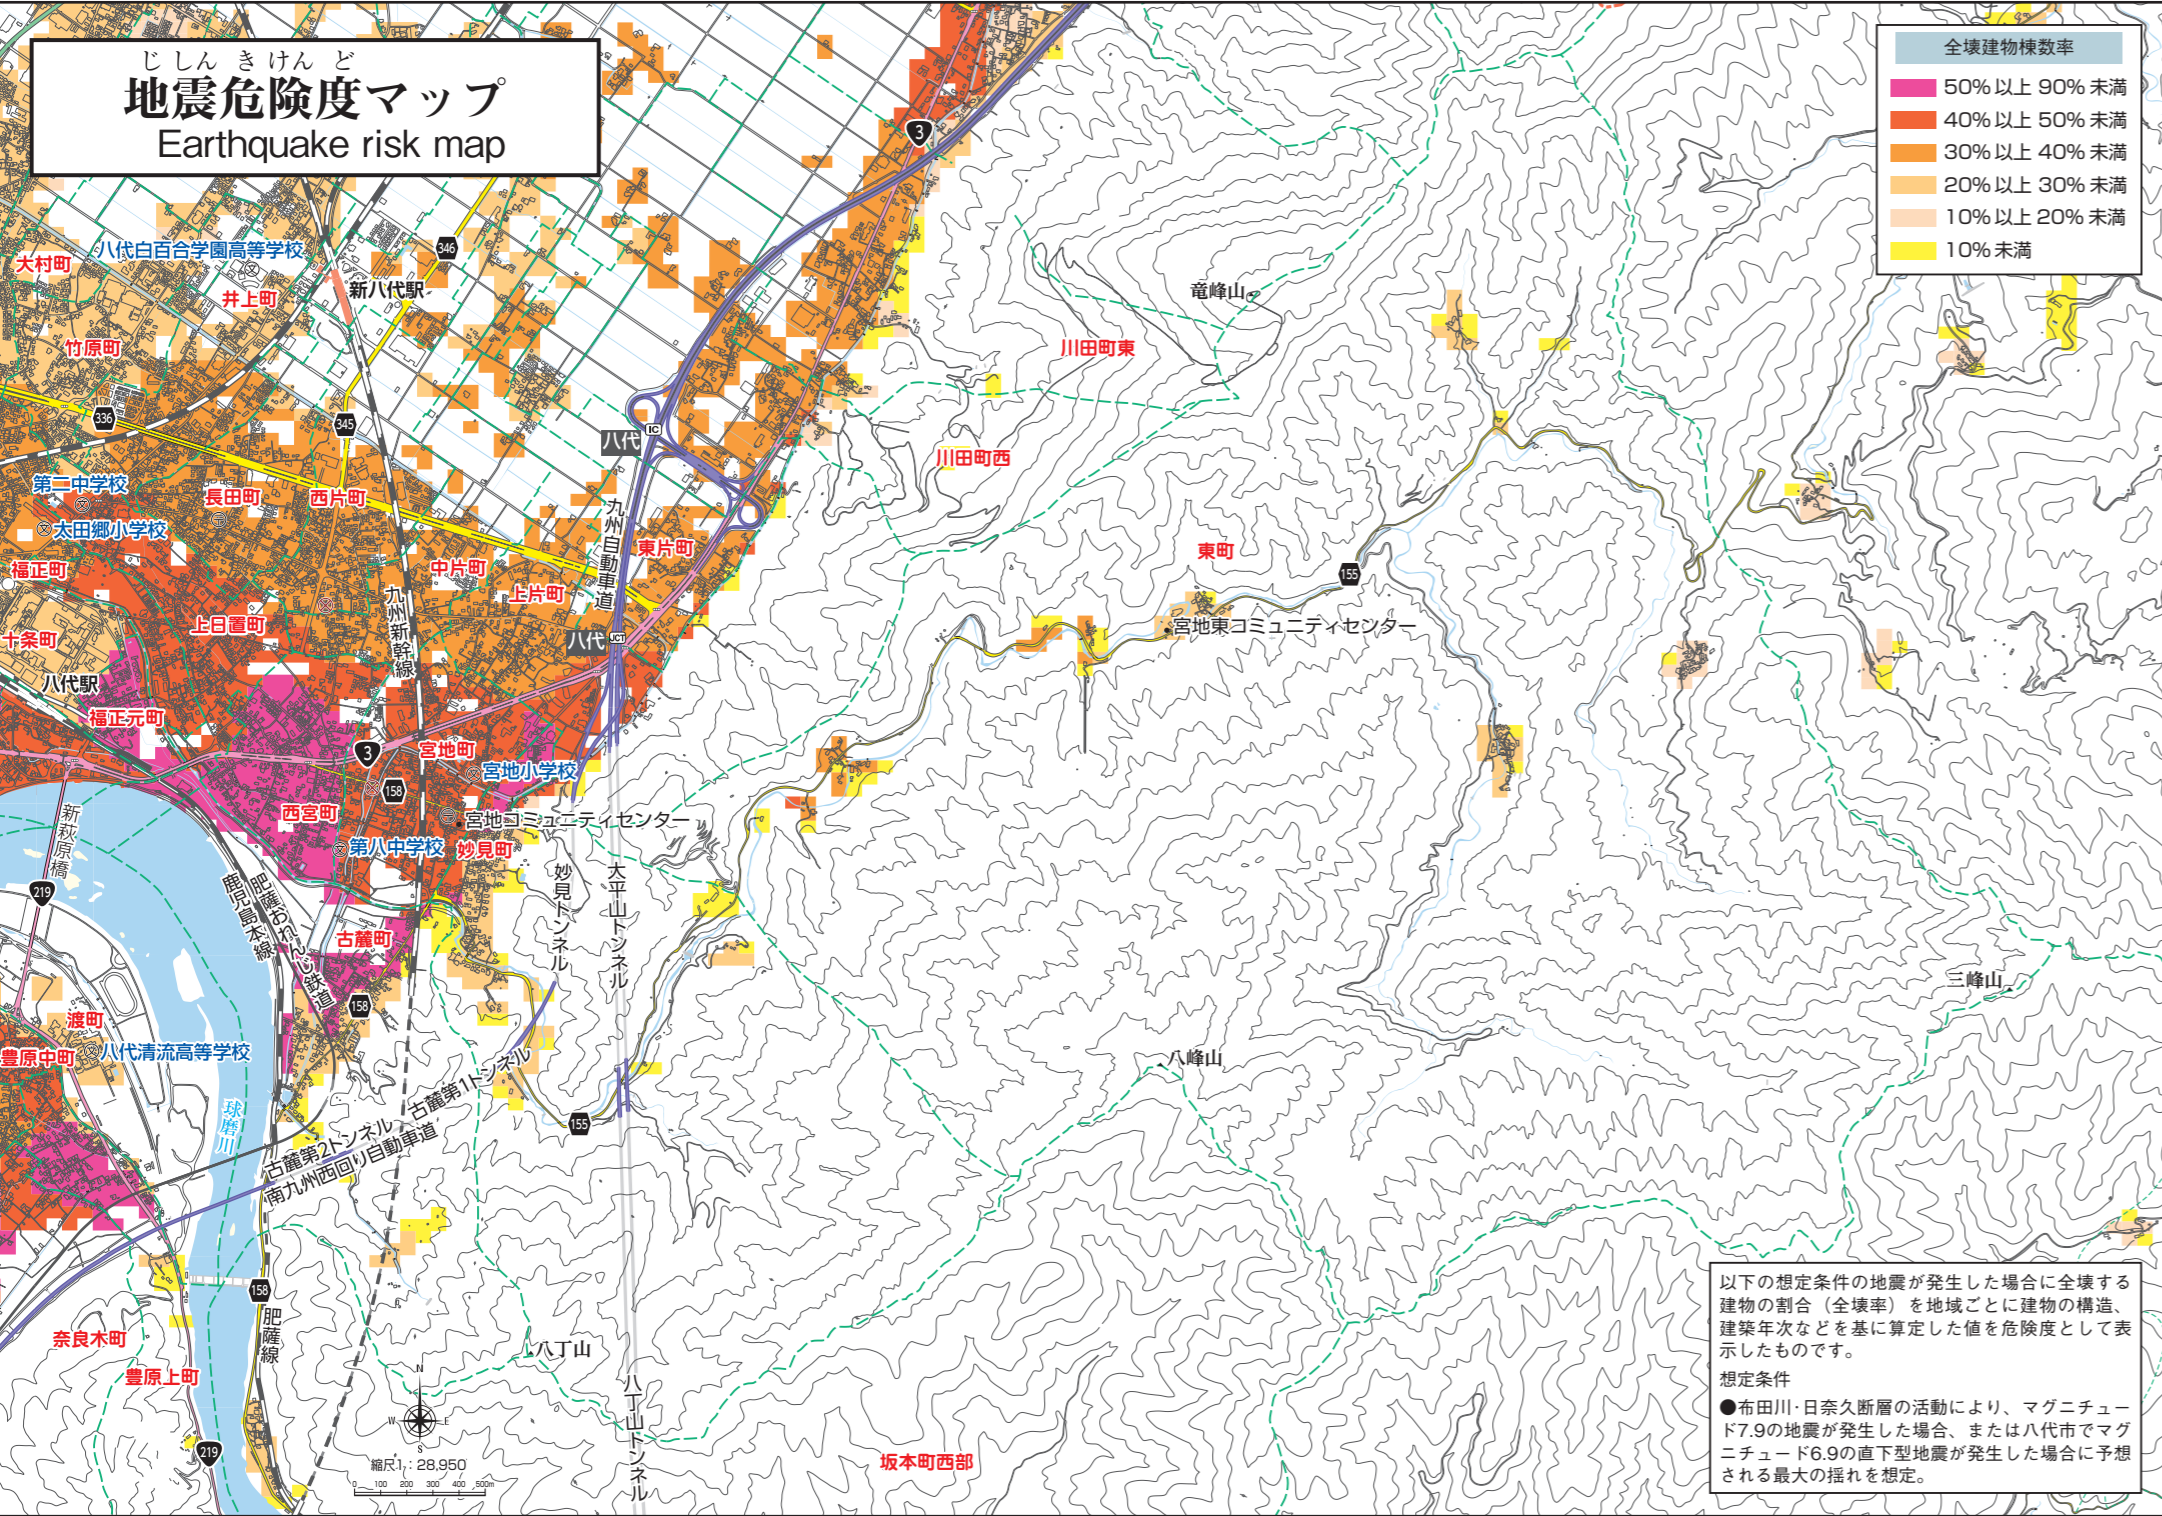 じしんきけんど
地震危険度マップ
Earthquake risk map
全壊建物棟数率
50%以上 90%未満
40%以上 50%未満
30%以上 40%未満
20%以上 30%未満
10%以上 20%未満
10%未満
3
八代白百合学園高等学校
346
大村町
井上町
新八代駅
竜峰山
竹原町
川田町東
336
345
八代
IC
川田町西
第二中学校
長田町
西片町
太田郷小学校
九州自動車道
東片町
東町
福正町
中片町
上片町
155
九州新幹線
十条町
上日置町
八代
JCT
宮地東コミュニティセンター
八代駅
福正元町
3
宮地町
宮地小学校
158
西宮町
新萩原橋
宮地コミュニティセンター
第八中学校
妙見町
219
肥薩おれんじ鉄道
鹿児島本線
妙見トンネル
大平山トンネル
古麓町
三峰山
158
渡町
豊原中町
八代清流高等学校
八峰山
古麓第1トンネル
球磨川
155
古麓第2トンネル
南九州西回り自動車道
158
肥薩線
奈良木町
八丁山
豊原上町
八丁山トンネル
N
W
E
S
219
坂本町西部
縮尺1:28,950
0 100 200 300 400 500m
以下の想定条件の地震が発生した場合に全壊する
建物の割合（全壊率）を地域ごとに建物の構造、
建築年次などを基に算定した値を危険度として表
示したものです。
想定条件
●布田川・日奈久断層の活動により、マグニチュー
ド7.9の地震が発生した場合、または八代市でマグ
ニチュード6.9の直下型地震が発生した場合に予想
される最大の揺れを想定。